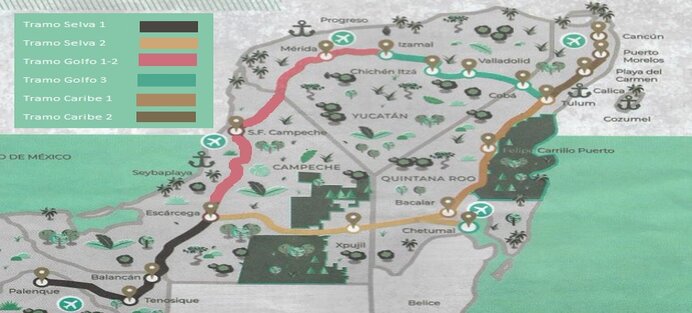 Tramo Selva 1
Tramo Selva 2
Tramo Golfo 1-2
Tramo Golfo 3
Tramo Caribe 1
Tramo Caribe 2
Progreso
Mérida
Izamal
Cancún
Puerto
Morelos
Chichén Itzá
Valladolid
Playa del
Carmen
Cobá
Calica
Tulum
Cozumel
YUCATÁN
S.F. Campeche
Felipe Carrillo Puerto
O DE MÉXICO
Seybaplaya
CAMPECHE
QUINTANA ROO
Escárcega
Bacalar
Chetumal
Xpujil
Balancán
Palenque
Tenosique
Belice